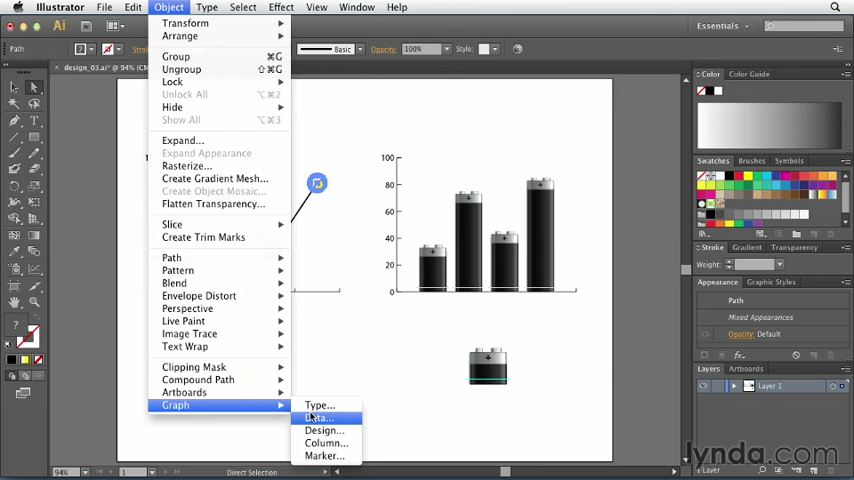 Illustrator File Edit Object Type Select Effect View Window
Ai Essentials
Path Basic Opacity: 100% Style:
design_03.ai* @ 94% (CM
Transform
Arrange
Group ⌘G
Ungroup ⇧⌘G
Lock
Unlock All ⌥⌘2
Hide
Show All ⌥⌘3
Expand...
Expand Appearance
Rasterize...
Create Gradient Mesh...
Create Object Mosaic...
Flatten Transparency...
Slice
Create Trim Marks
Path
Pattern
Blend
Envelope Distort
Perspective
Live Paint
Image Trace
Text Wrap
Clipping Mask
Compound Path
Artboards
Graph
Type...
Data...
Design...
Column...
Marker...
100
80
60
40
20
0
Color Color Guide
Swatches Brushes Symbols
Stroke Gradient Transparency
Weight:
Appearance Graphic Styles
Path
Mixed Appearances
Opacity: Default
fx
Layers Artboards
Layer 1
1 Layer
94% 1 Direct Selection
lynda.com